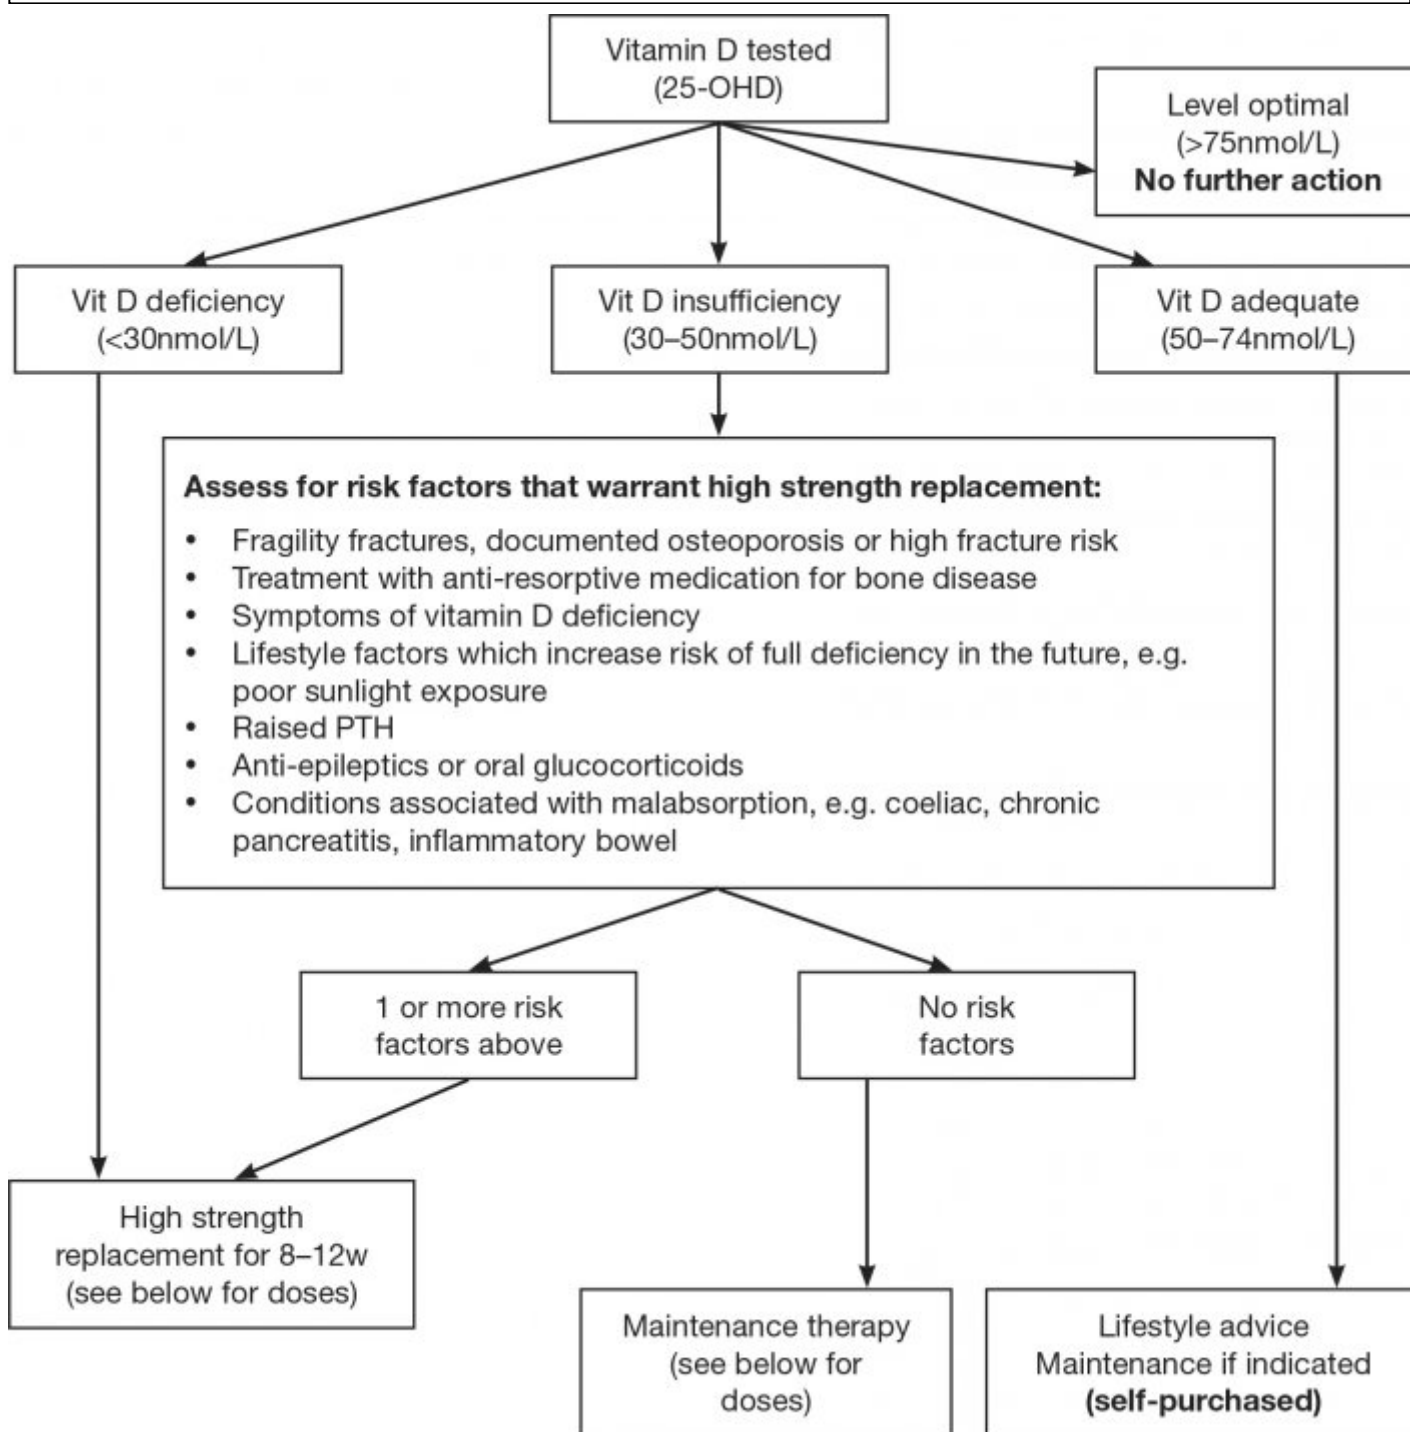 Vitamin D tested
(25-OHD)
Level optimal
(>75nmol/L)
No further action
Vit D deficiency
(<30nmol/L)
Vit D insufficiency
(30–50nmol/L)
Vit D adequate
(50–74nmol/L)
Assess for risk factors that warrant high strength replacement:
• Fragility fractures, documented osteoporosis or high fracture risk
• Treatment with anti-resorptive medication for bone disease
• Symptoms of vitamin D deficiency
• Lifestyle factors which increase risk of full deficiency in the future, e.g.
poor sunlight exposure
• Raised PTH
• Anti-epileptics or oral glucocorticoids
• Conditions associated with malabsorption, e.g. coeliac, chronic
pancreatitis, inflammatory bowel
1 or more risk
factors above
No risk
factors
High strength
replacement for 8–12w
(see below for doses)
Maintenance therapy
(see below for
doses)
Lifestyle advice
Maintenance if indicated
(self-purchased)